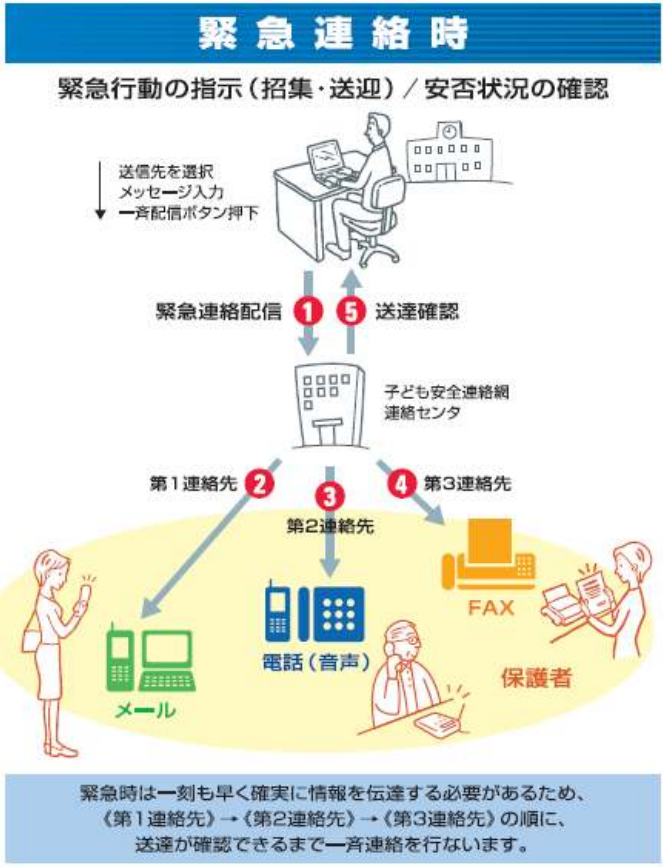 緊急連絡時
緊急行動の指示(招集・送迎)/安否状況の確認
送信先を選択
メッセージ入力
一斉配信ボタン押下
緊急連絡配信 1 5 送達確認
子ども安全連絡網
連絡センタ
第1連絡先 2
3
4 第3連絡先
第2連絡先
FAX
電話(音声)
保護者
メール
緊急時は一刻も早く確実に情報を伝達する必要があるため、
《第1連絡先》→《第2連絡先》→《第3連絡先》の順に、
送達が確認できるまで一斉連絡を行ないます。